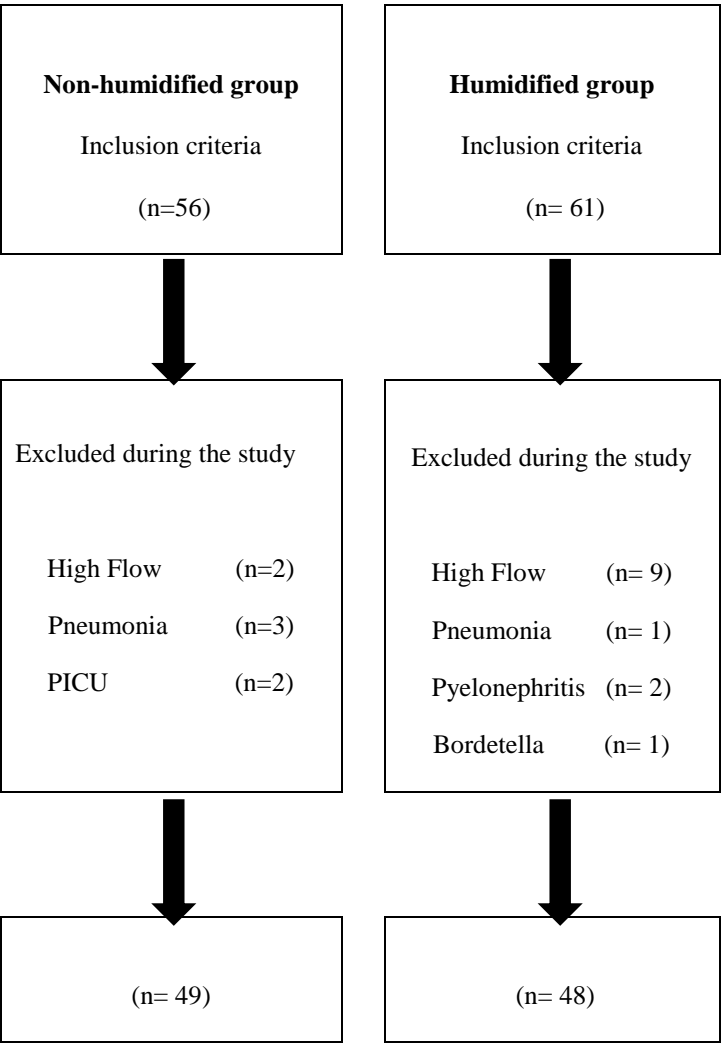 Non-humidified group
Inclusion criteria
(n=56)
Humidified group
Inclusion criteria
(n= 61)
Excluded during the study
High Flow (n=2)
Pneumonia (n=3)
PICU (n=2)
Excluded during the study
High Flow (n= 9)
Pneumonia (n= 1)
Pyelonephritis (n= 2)
Bordetella (n= 1)
(n= 49)
(n= 48)